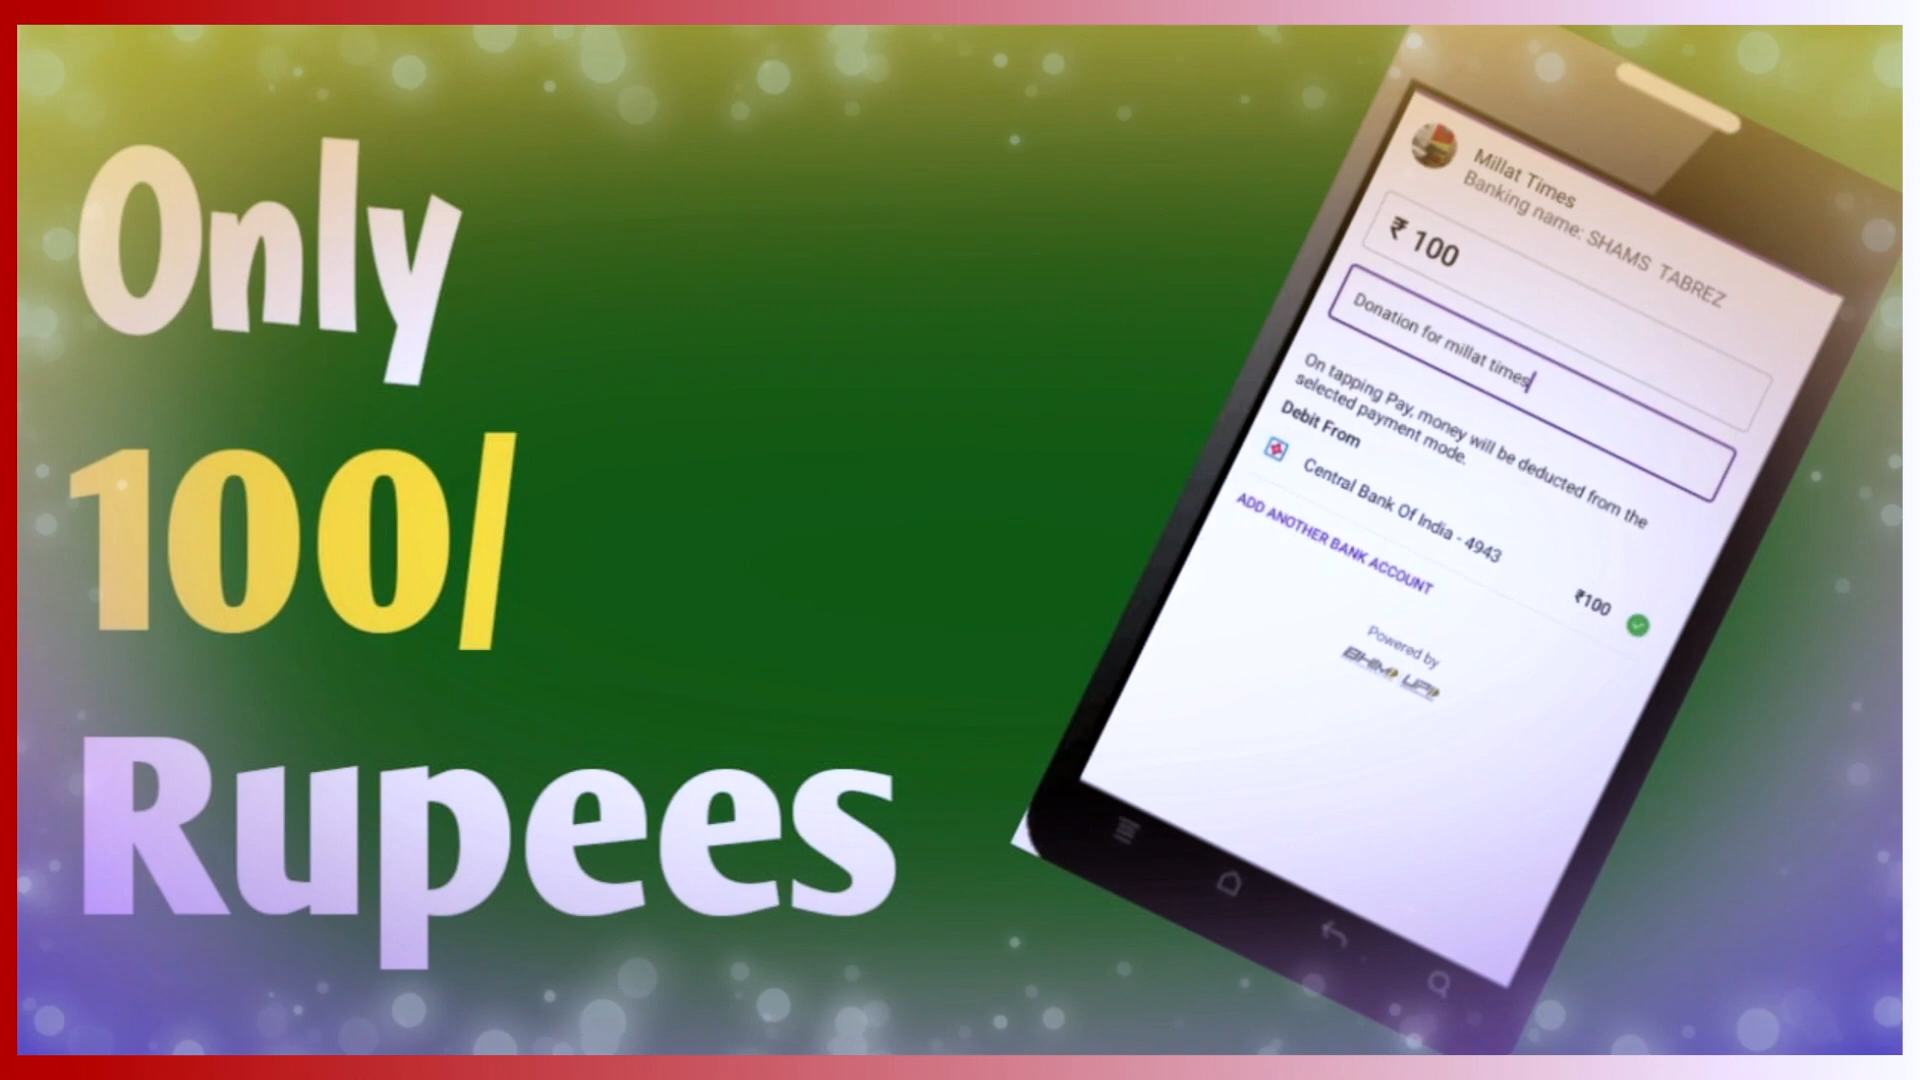 Only
100/
Rupees
Millat Times
Banking name: SHAMS TABREZ
₹ 100
Donation for millat times
On tapping Pay, money will be deducted from the
selected payment mode.
Debit From
Central Bank Of India - 4943
₹100
ADD ANOTHER BANK ACCOUNT
Powered by
BHIM UPI